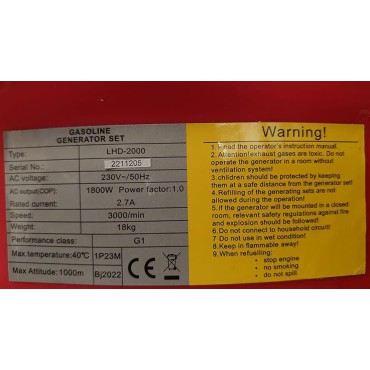 GASOLINE
GENERATOR SET
Type: LHD-2000
Serial No.: 2211205
AC voltage: 230V~/50Hz
AC output(COP): 1800W Power factor:1.0
Rated current: 2.7A
Speed: 3000/min
Weight: 18kg
Performance class: G1
Max.temperature:40℃ 1P23M
Max Attitude: 1000m Bj2022
CE
Warning!
1. Read the operator's instruction manual.
2. Attention!exhaust gases are toxic. Do not
operate the generator in a room without
ventilation system!
3. children should be protected by keeping
them at a safe distance from the generator set!
4. Refilling of the generator sets are not
allowed during the operation!
5. If the generator will be mounted in a closed
room, relevant safety regulations against fire
and explosion should be followed!
6. Do not connect to household circuit!
7 Do not use in wet condition!
8. Keep in flammable away!
9. When refuelling:
• stop engine
• no smoking
• do not spill